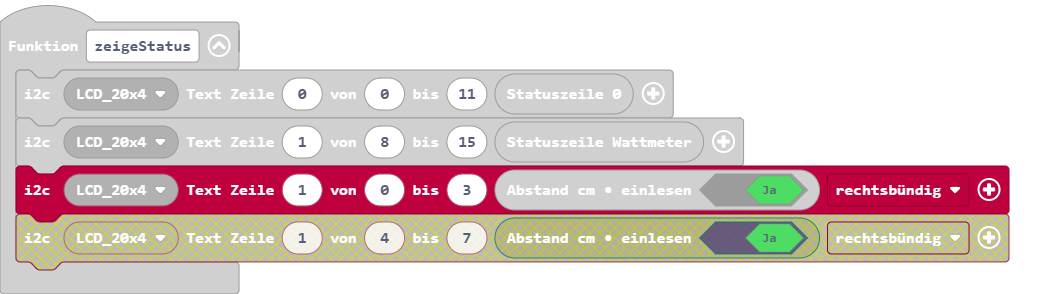 Funktion zeigeStatus
i2c LCD_20x4 Text Zeile 0 von 0 bis 11 Statuszeile 0
i2c LCD_20x4 Text Zeile 1 von 8 bis 15 Statuszeile Wattmeter
i2c LCD_20x4 Text Zeile 1 von 0 bis 3 Abstand cm • einlesen Ja rechtsbündig
i2c LCD_20x4 Text Zeile 1 von 4 bis 7 Abstand cm • einlesen Ja rechtsbündig